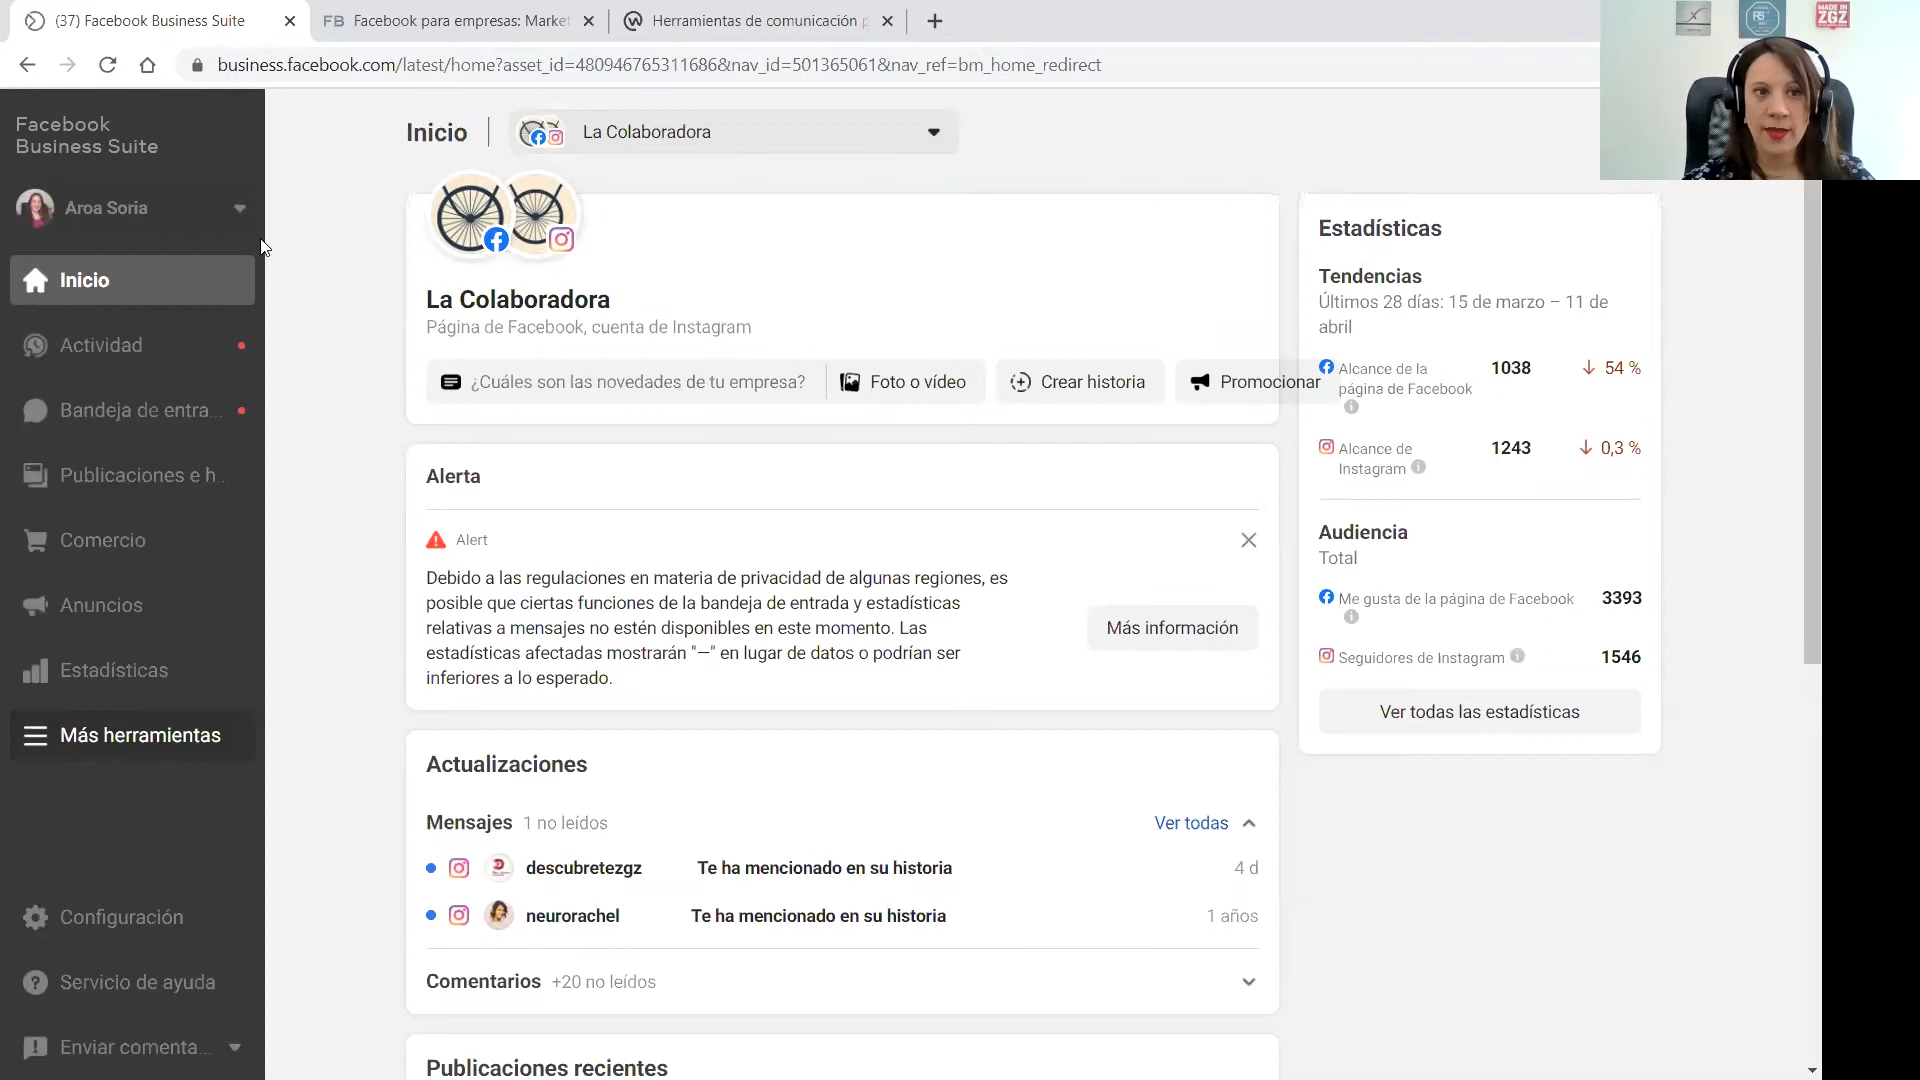 (37) Facebook Business Suite
FB Facebook para empresas: Market
Herramientas de comunicación p
business.facebook.com/latest/home?asset_id=480946765311686&nav_id=501365061&nav_ref=bm_home_redirect
MADE IN
ZGZ
RS
Facebook
Business Suite
Aroa Soria
Inicio
Actividad
Bandeja de entra...
Publicaciones e h...
Comercio
Anuncios
Estadísticas
Más herramientas
Configuración
Servicio de ayuda
Enviar comenta...
Inicio
La Colaboradora
La Colaboradora
Página de Facebook, cuenta de Instagram
¿Cuáles son las novedades de tu empresa?
Foto o vídeo
Crear historia
Promocionar
Alerta
Alert
Debido a las regulaciones en materia de privacidad de algunas regiones, es
posible que ciertas funciones de la bandeja de entrada y estadísticas
relativas a mensajes no estén disponibles en este momento. Las
estadísticas afectadas mostrarán "—" en lugar de datos o podrían ser
inferiores a lo esperado.
Más información
Actualizaciones
Mensajes 1 no leídos
Ver todas
descubretezgz Te ha mencionado en su historia 4 d
neurorachel Te ha mencionado en su historia 1 años
Comentarios +20 no leídos
Publicaciones recientes
Estadísticas
Tendencias
Últimos 28 días: 15 de marzo – 11 de
abril
Alcance de la
página de Facebook
1038 ↓ 54 %
Alcance de
Instagram
1243 ↓ 0,3 %
Audiencia
Total
Me gusta de la página de Facebook 3393
Seguidores de Instagram 1546
Ver todas las estadísticas